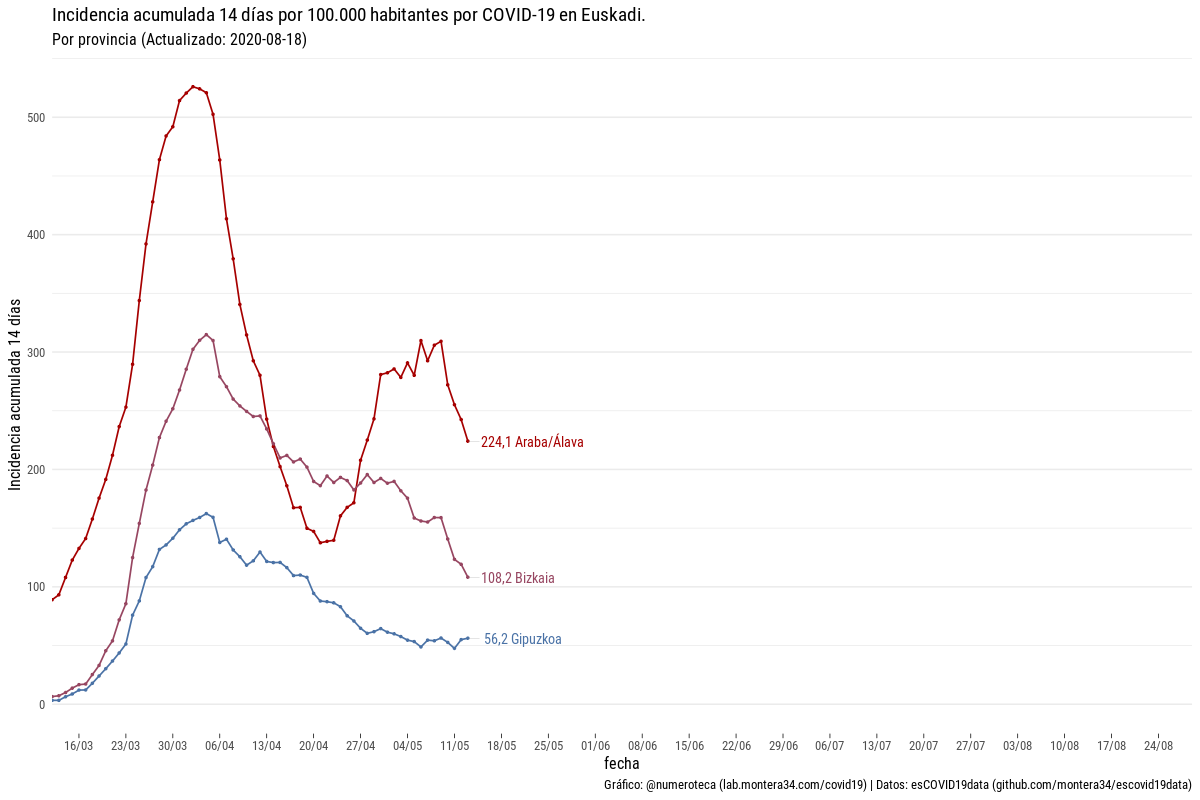 Incidencia acumulada 14 días por 100.000 habitantes por COVID-19 en Euskadi.
Por provincia (Actualizado: 2020-08-18)
Incidencia acumulada 14 días
500
400
300
200
100
0
224,1 Araba/Álava
108,2 Bizkaia
56,2 Gipuzkoa
16/03 23/03 30/03 06/04 13/04 20/04 27/04 04/05 11/05 18/05 25/05 01/06 08/06 15/06 22/06 29/06 06/07 13/07 20/07 27/07 03/08 10/08 17/08 24/08
fecha
Gráfico: @numeroteca (lab.montera34.com/covid19) | Datos: esCOVID19data (github.com/montera34/escovid19data)